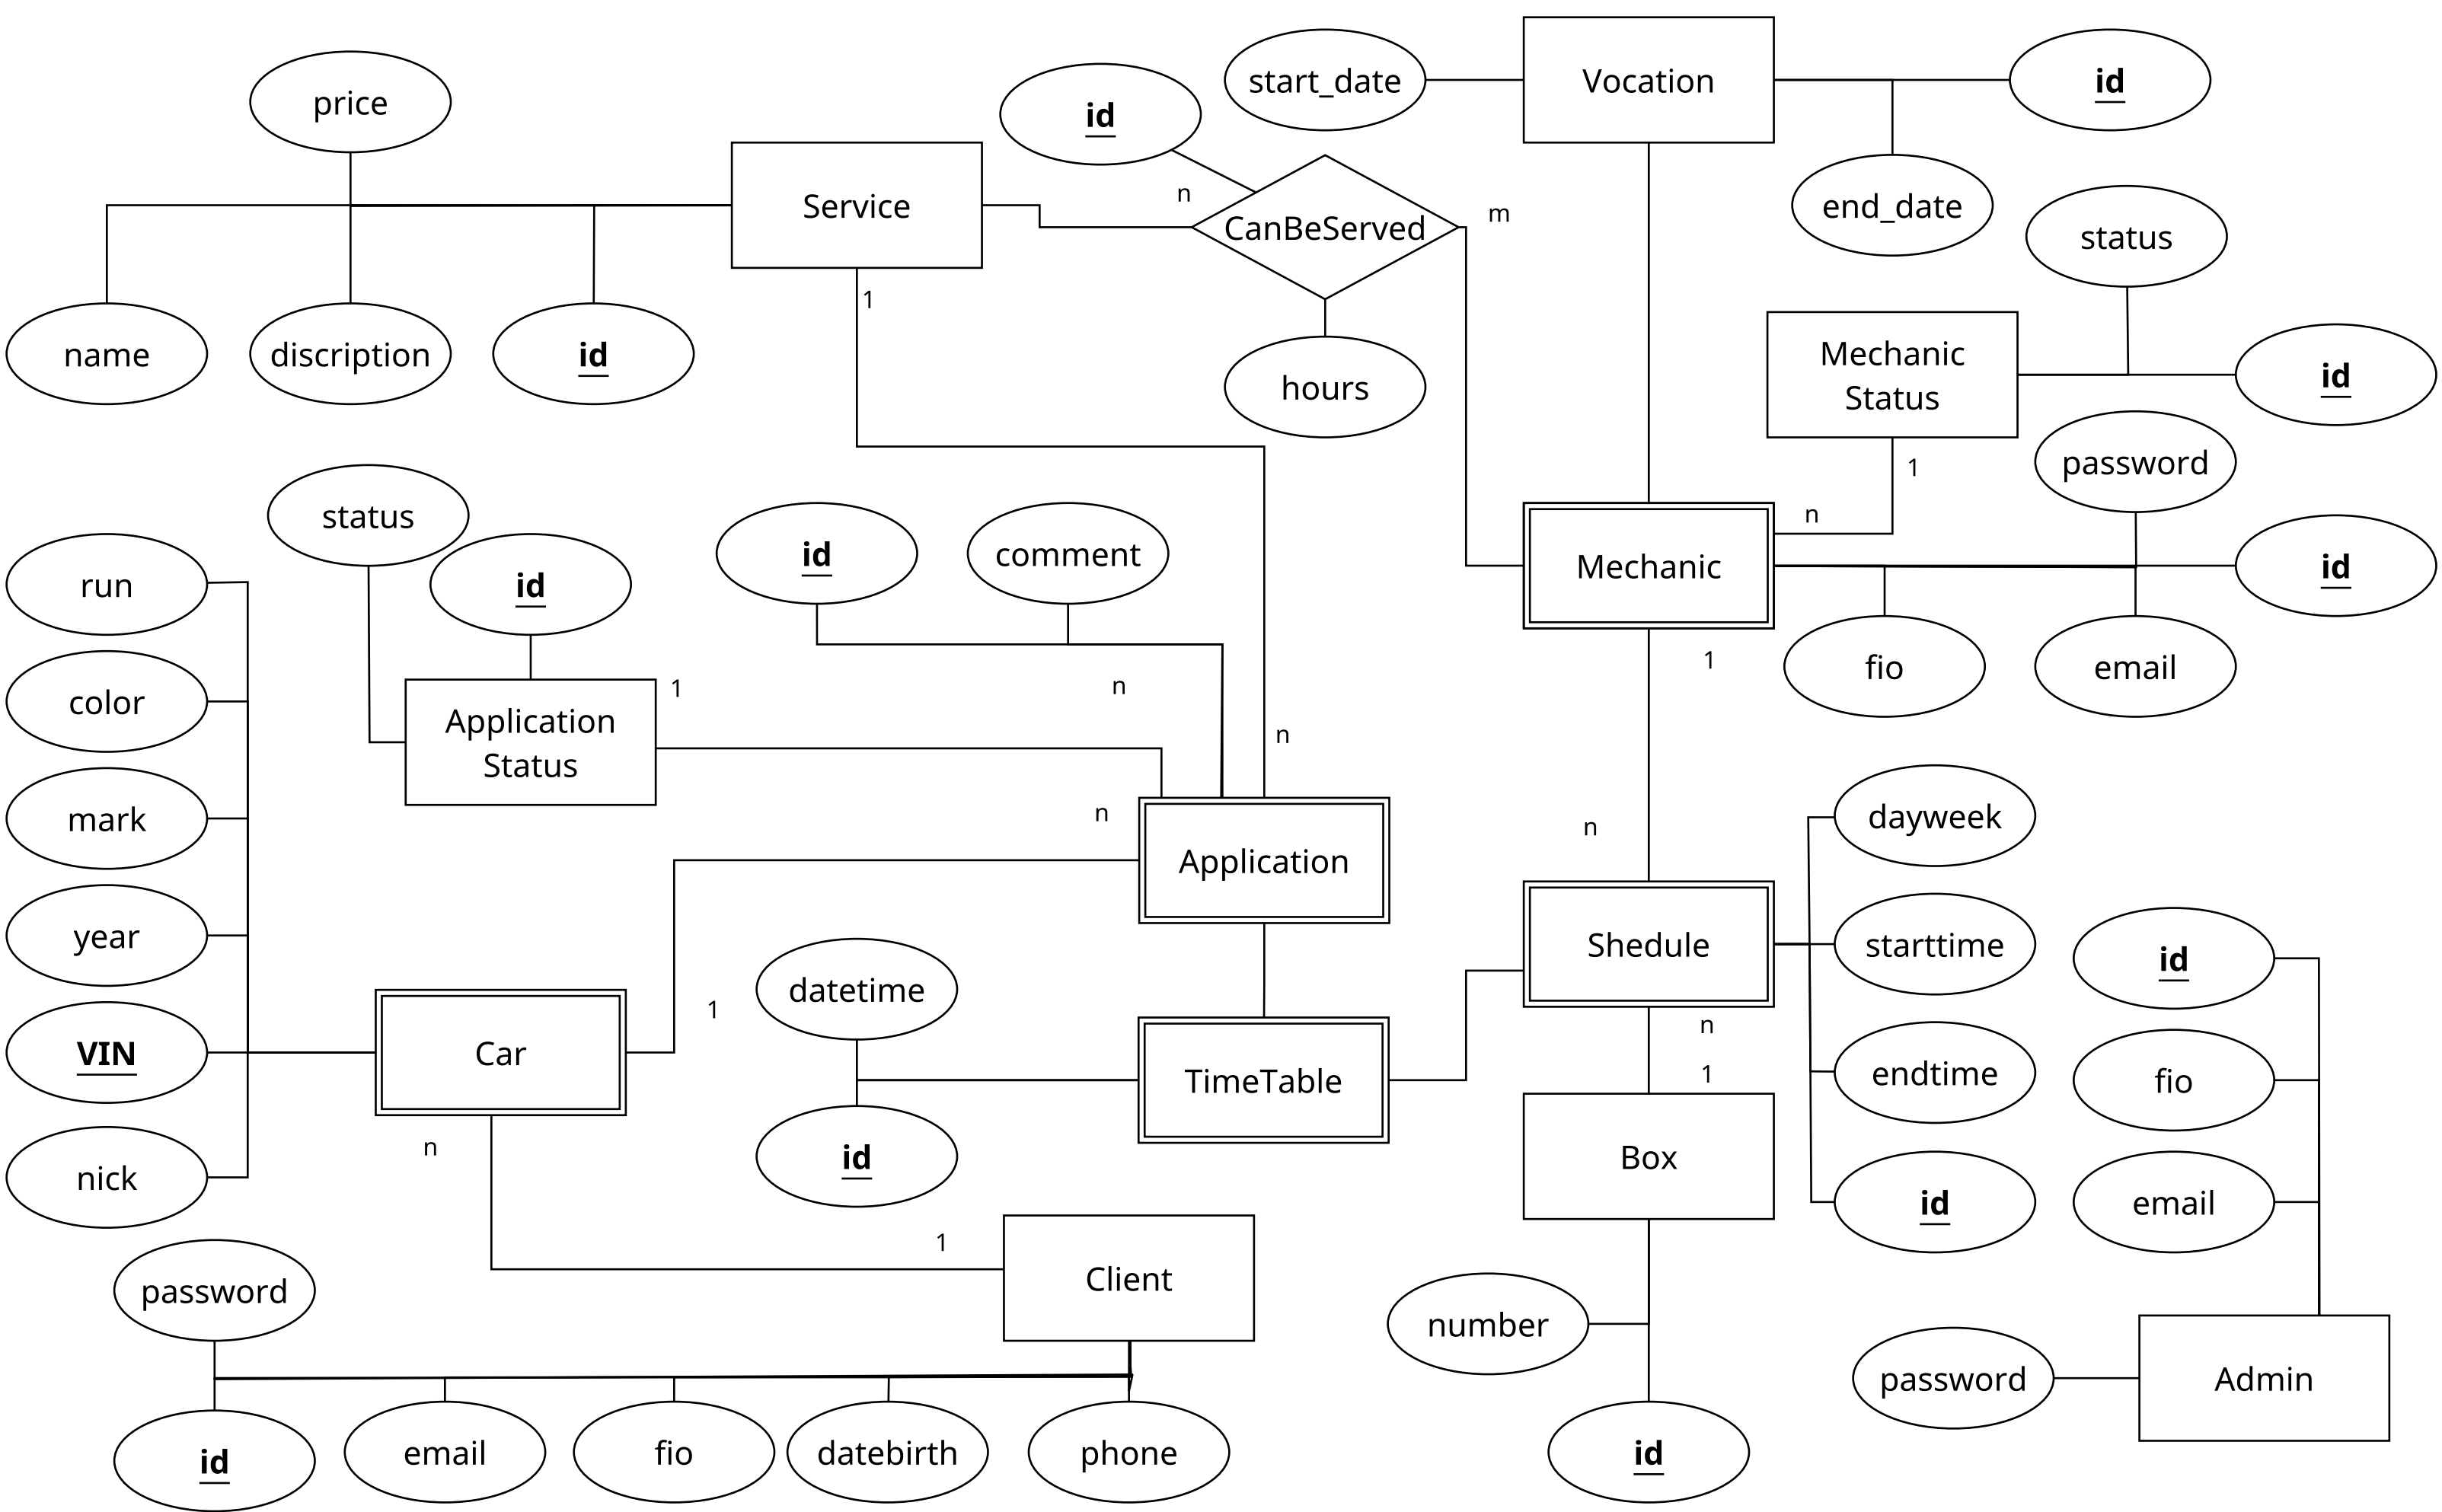 start_date
Vocation
id
price
id
n
m
Service
CanBeServed
end_date
status
1
name
discription
id
hours
Mechanic
Status
id
1
password
n
status
id
comment
run
id
Mechanic
id
1
fio
email
color
1
n
Application
Status
n
n
dayweek
mark
n
Application
year
Shedule
starttime
id
datetime
1
n
VIN
Car
TimeTable
1
endtime
fio
n
nick
id
Box
id
email
1
Client
password
number
password
Admin
id
email
fio
datebirth
phone
id